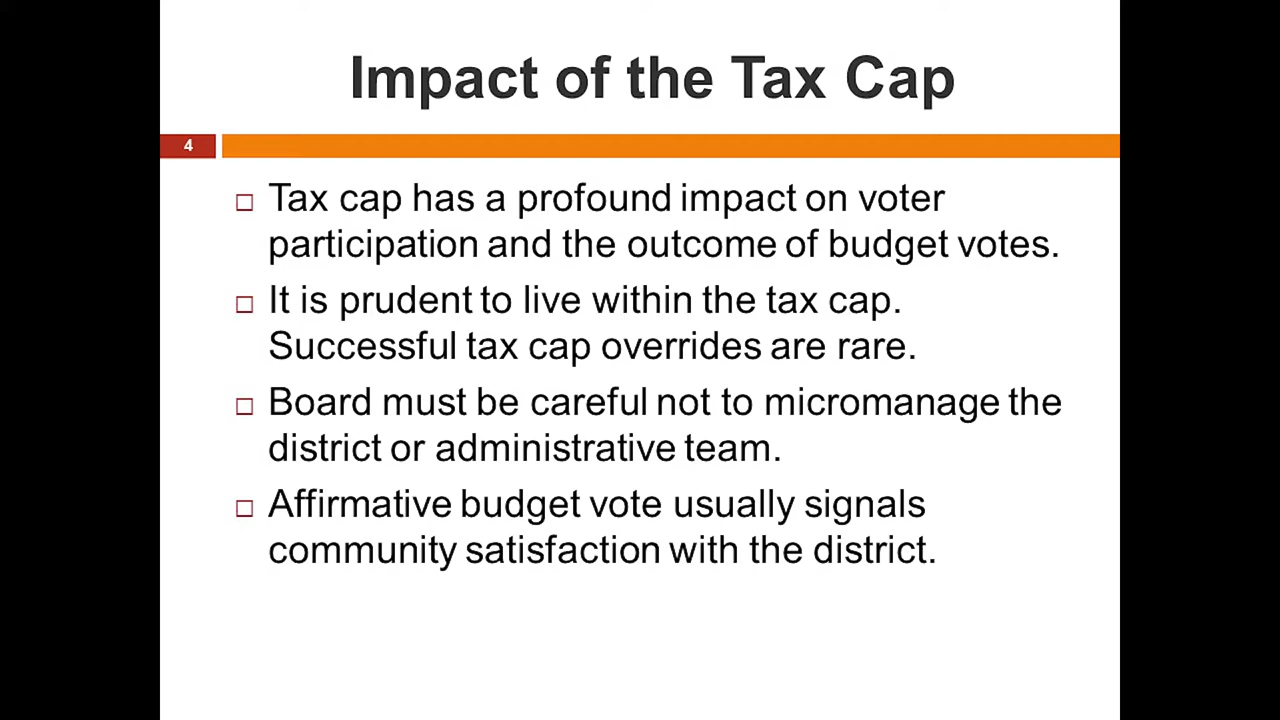 Impact of the Tax Cap
4
Tax cap has a profound impact on voter
participation and the outcome of budget votes.
It is prudent to live within the tax cap.
Successful tax cap overrides are rare.
Board must be careful not to micromanage the
district or administrative team.
Affirmative budget vote usually signals
community satisfaction with the district.